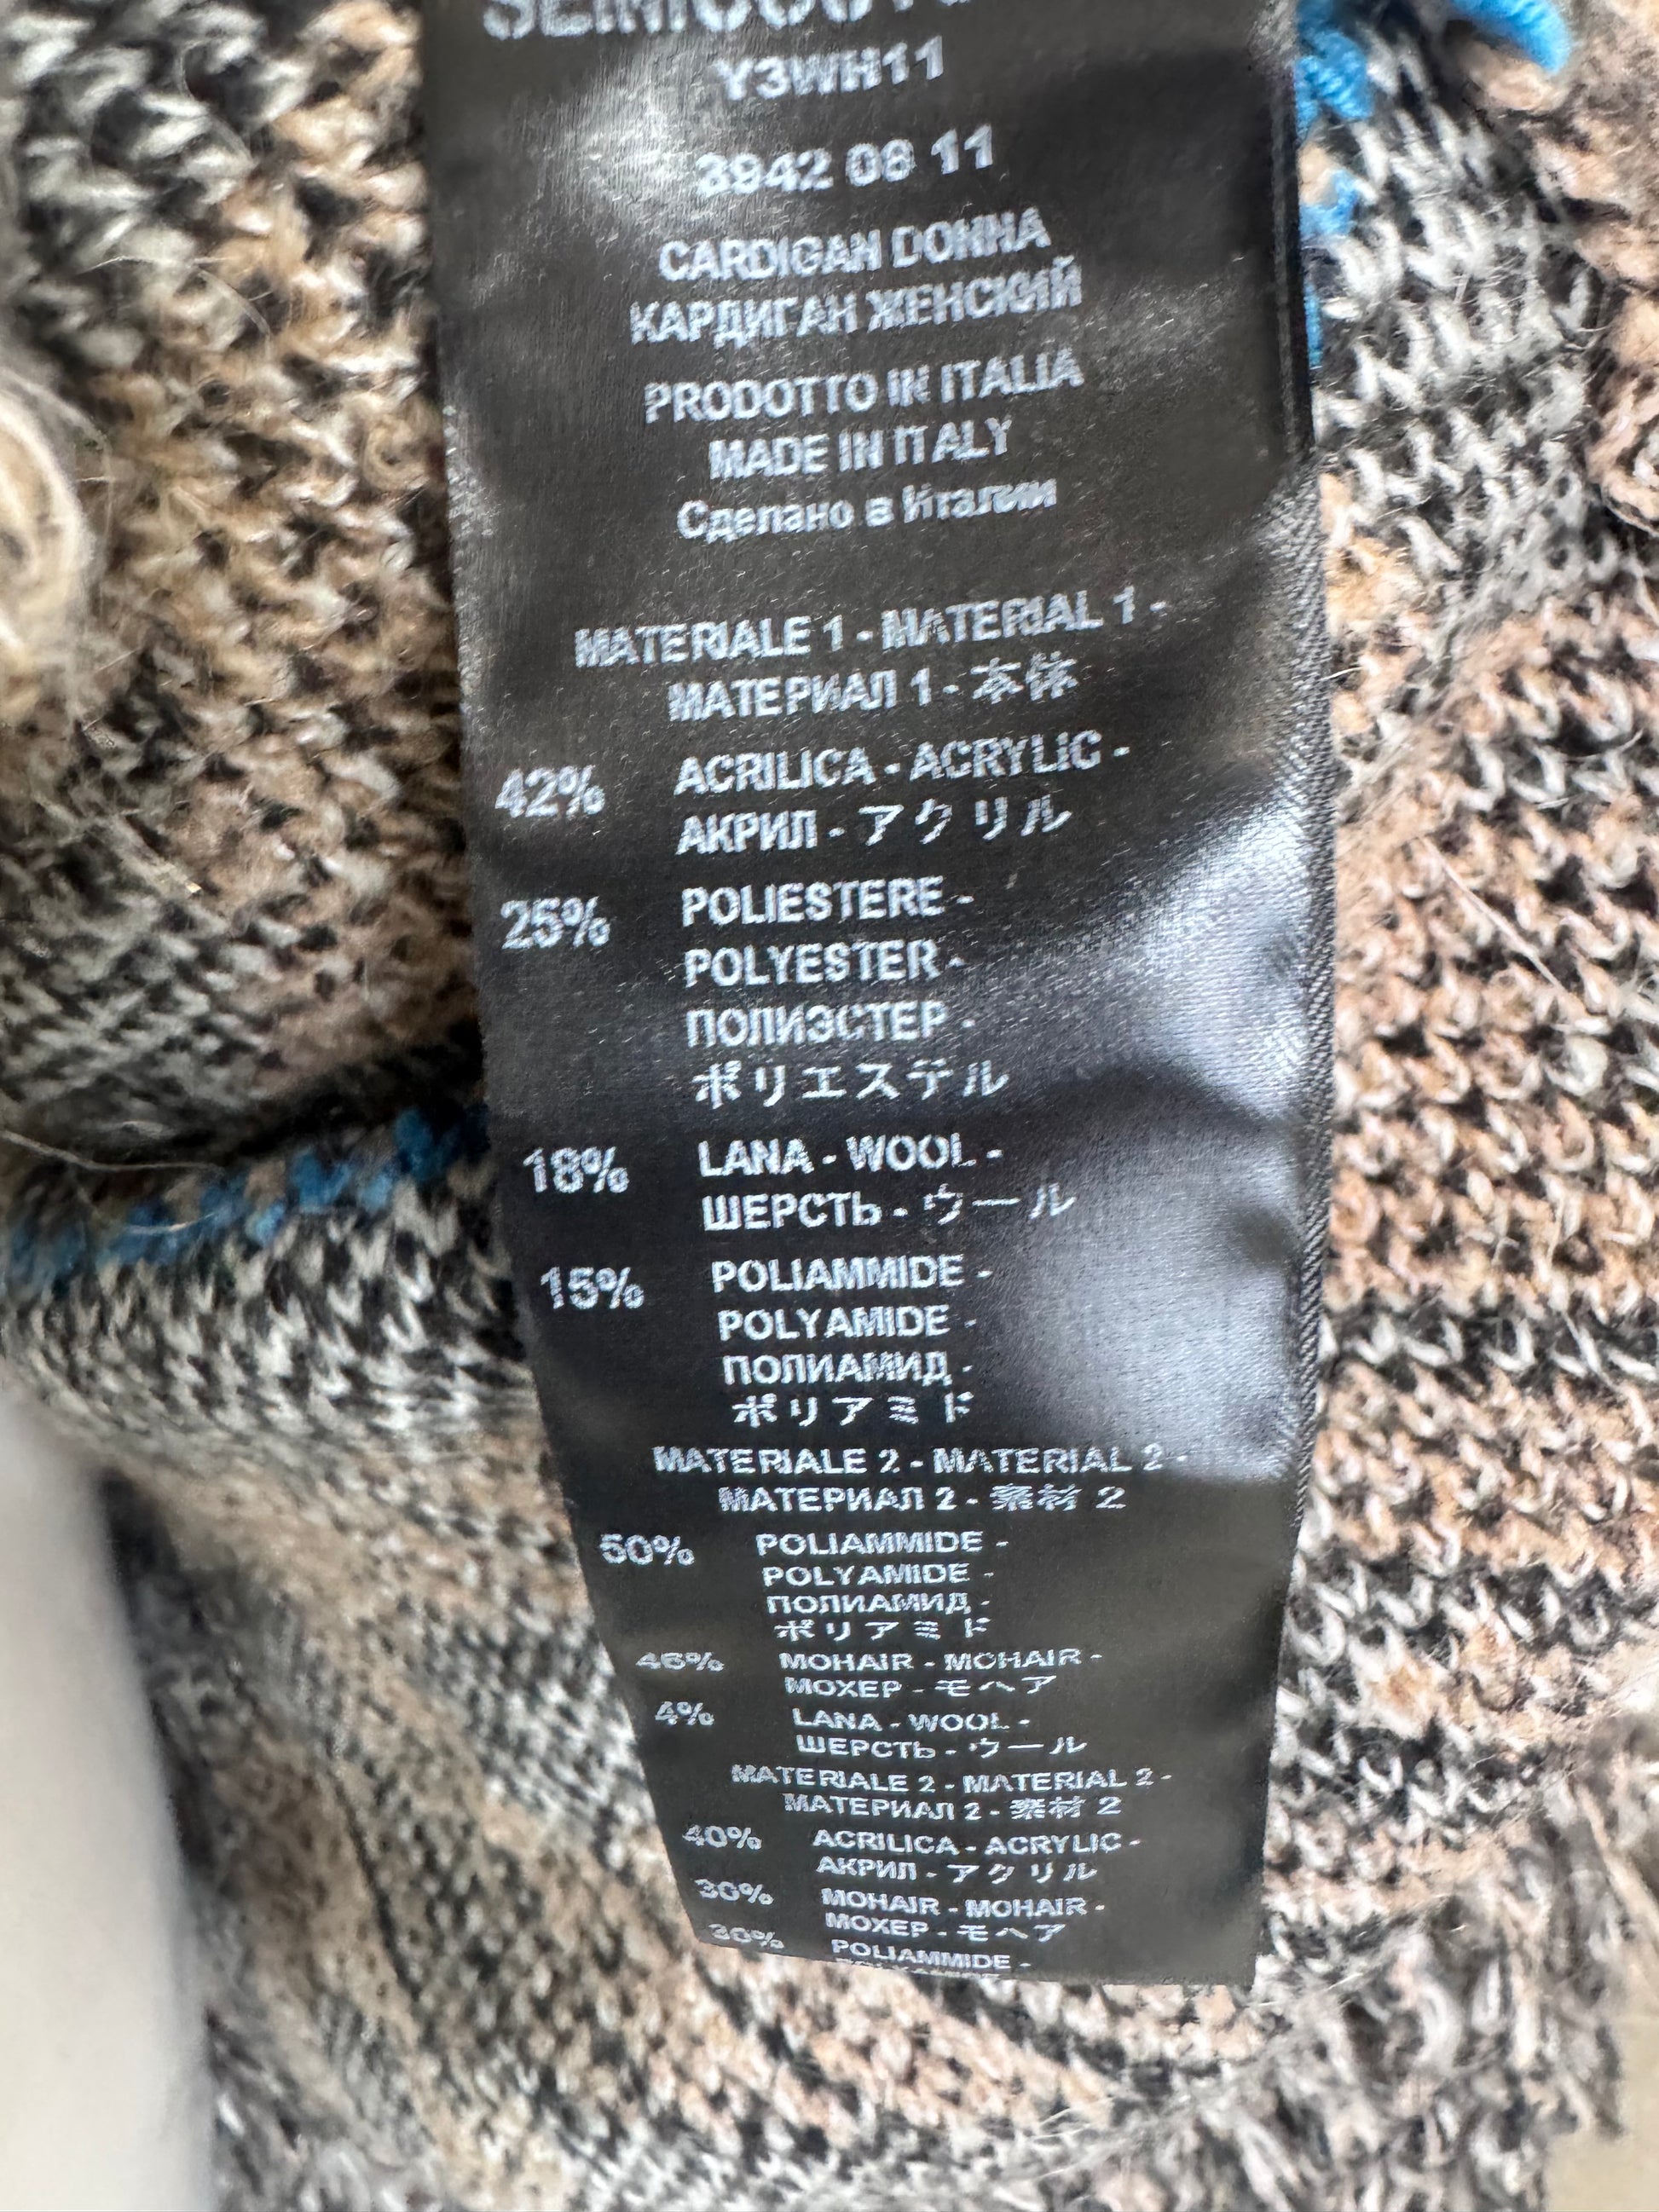 Y3WH11
3942 06 11
CARDIGAN DONNA
КАРДИГАН ЖЕНСКИЙ
PRODOTTO IN ITALIA
MADE IN ITALY
Сделано в Италии
MATERIALE 1 - MATERIAL 1 -
МАТЕРИАЛ 1 - 本体
42% ACRILICA - ACRYLIC -
АКРИЛ - アクリル
25% POLIESTERE -
POLYESTER -
ПОЛИЭСТЕР -
ポリエステル
18% LANA - WOOL -
ШЕРСТЬ - ウール
15% POLIAMMIDE -
POLYAMIDE -
ПОЛИАМИД -
ポリアミド
MATERIALE 2 - MATERIAL 2 -
МАТЕРИАЛ 2 - 素材 2
50% POLIAMMIDE -
POLYAMIDE -
ПОЛИАМИД -
ポリアミド
46% MOHAIR - MOHAIR -
МОХЕР - モヘア
4% LANA - WOOL -
ШЕРСТЬ - ウール
MATERIALE 2 - MATERIAL 2 -
МАТЕРИАЛ 2 - 素材 2
40% ACRILICA - ACRYLIC -
АКРИЛ - アクリル
30% MOHAIR - MOHAIR -
МОХЕР - モヘア
30% POLIAMMIDE -